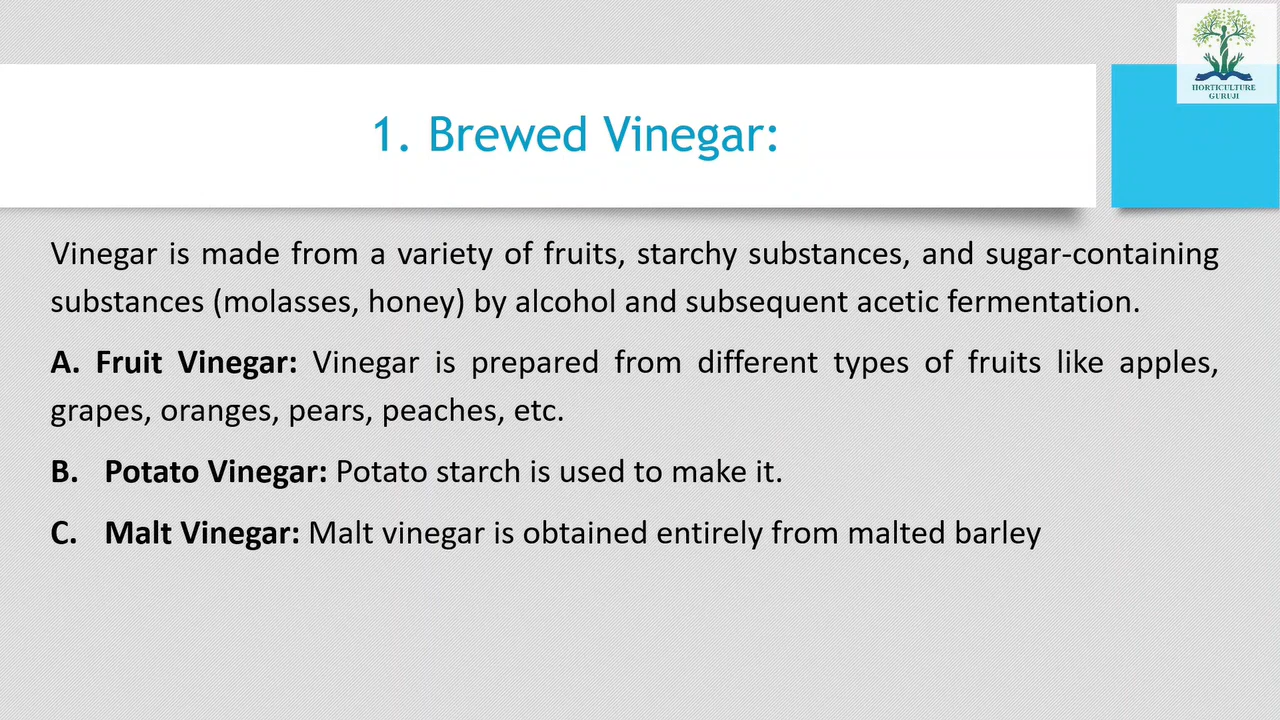 HORTICULTURE
GURUJI
1. Brewed Vinegar:
Vinegar is made from a variety of fruits, starchy substances, and sugar-containing
substances (molasses, honey) by alcohol and subsequent acetic fermentation.
A. Fruit Vinegar: Vinegar is prepared from different types of fruits like apples,
grapes, oranges, pears, peaches, etc.
B. Potato Vinegar: Potato starch is used to make it.
C. Malt Vinegar: Malt vinegar is obtained entirely from malted barley